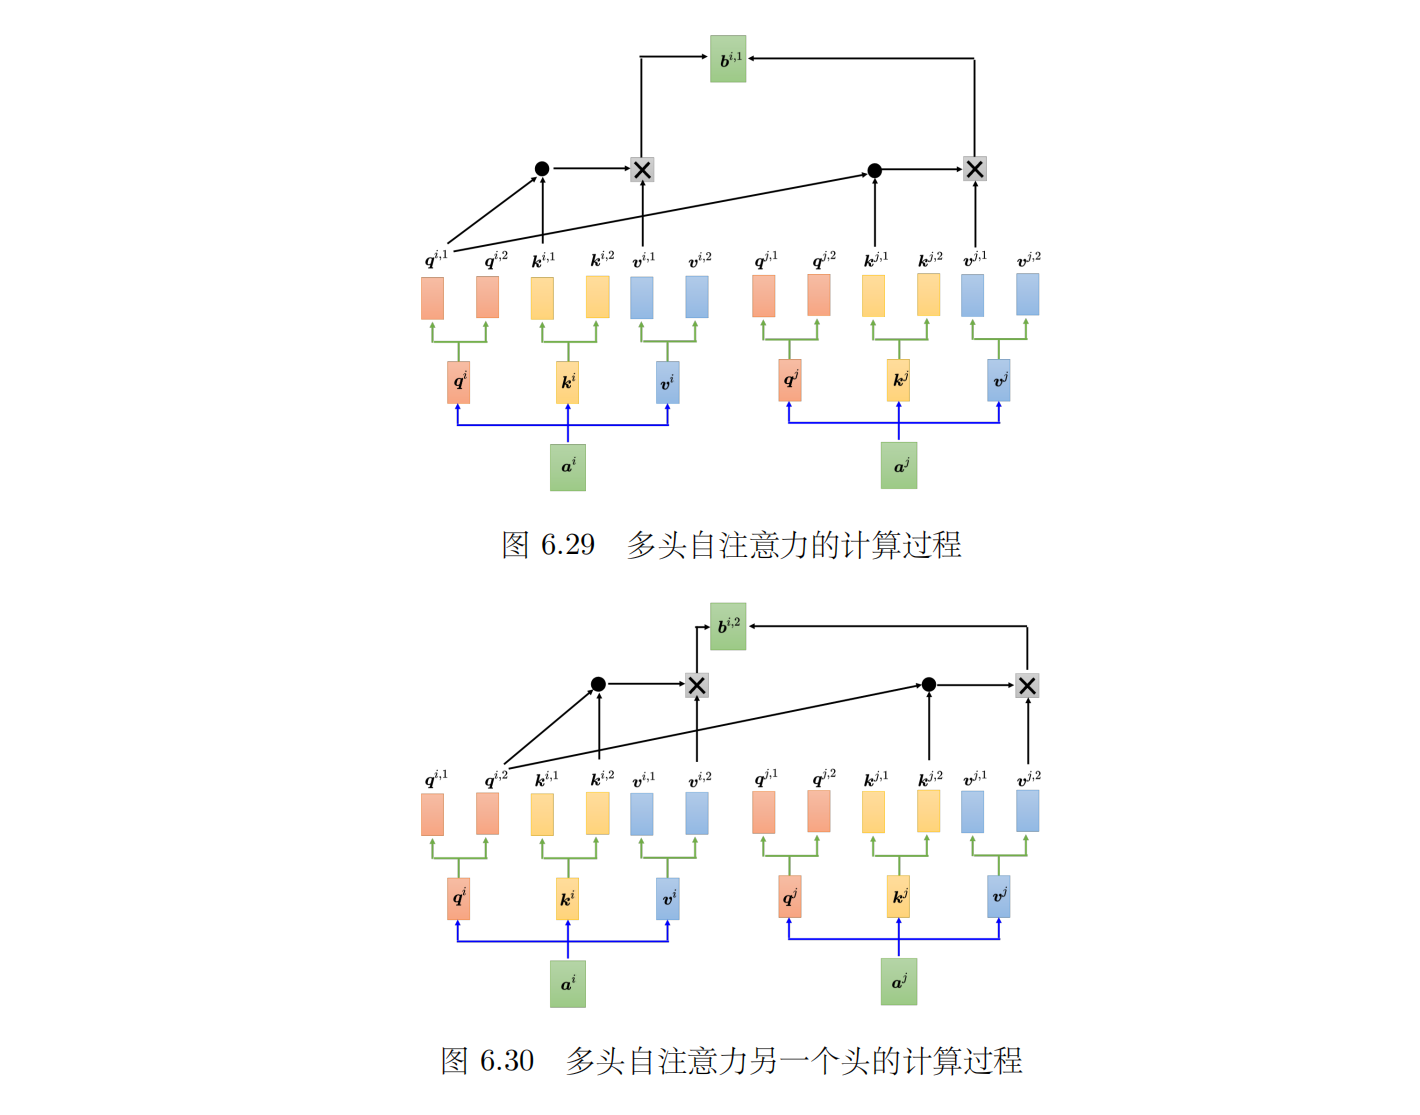 b^{i,1}
q^{i,1} q^{i,2} k^{i,1} k^{i,2} v^{i,1} v^{i,2} q^{j,1} q^{j,2} k^{j,1} k^{j,2} v^{j,1} v^{j,2}
q^i k^i v^i q^j k^j v^j
a^i a^j
图 6.29 多头自注意力的计算过程
b^{i,2}
q^{i,1} q^{i,2} k^{i,1} k^{i,2} v^{i,1} v^{i,2} q^{j,1} q^{j,2} k^{j,1} k^{j,2} v^{j,1} v^{j,2}
q^i k^i v^i q^j k^j v^j
a^i a^j
图 6.30 多头自注意力另一个头的计算过程